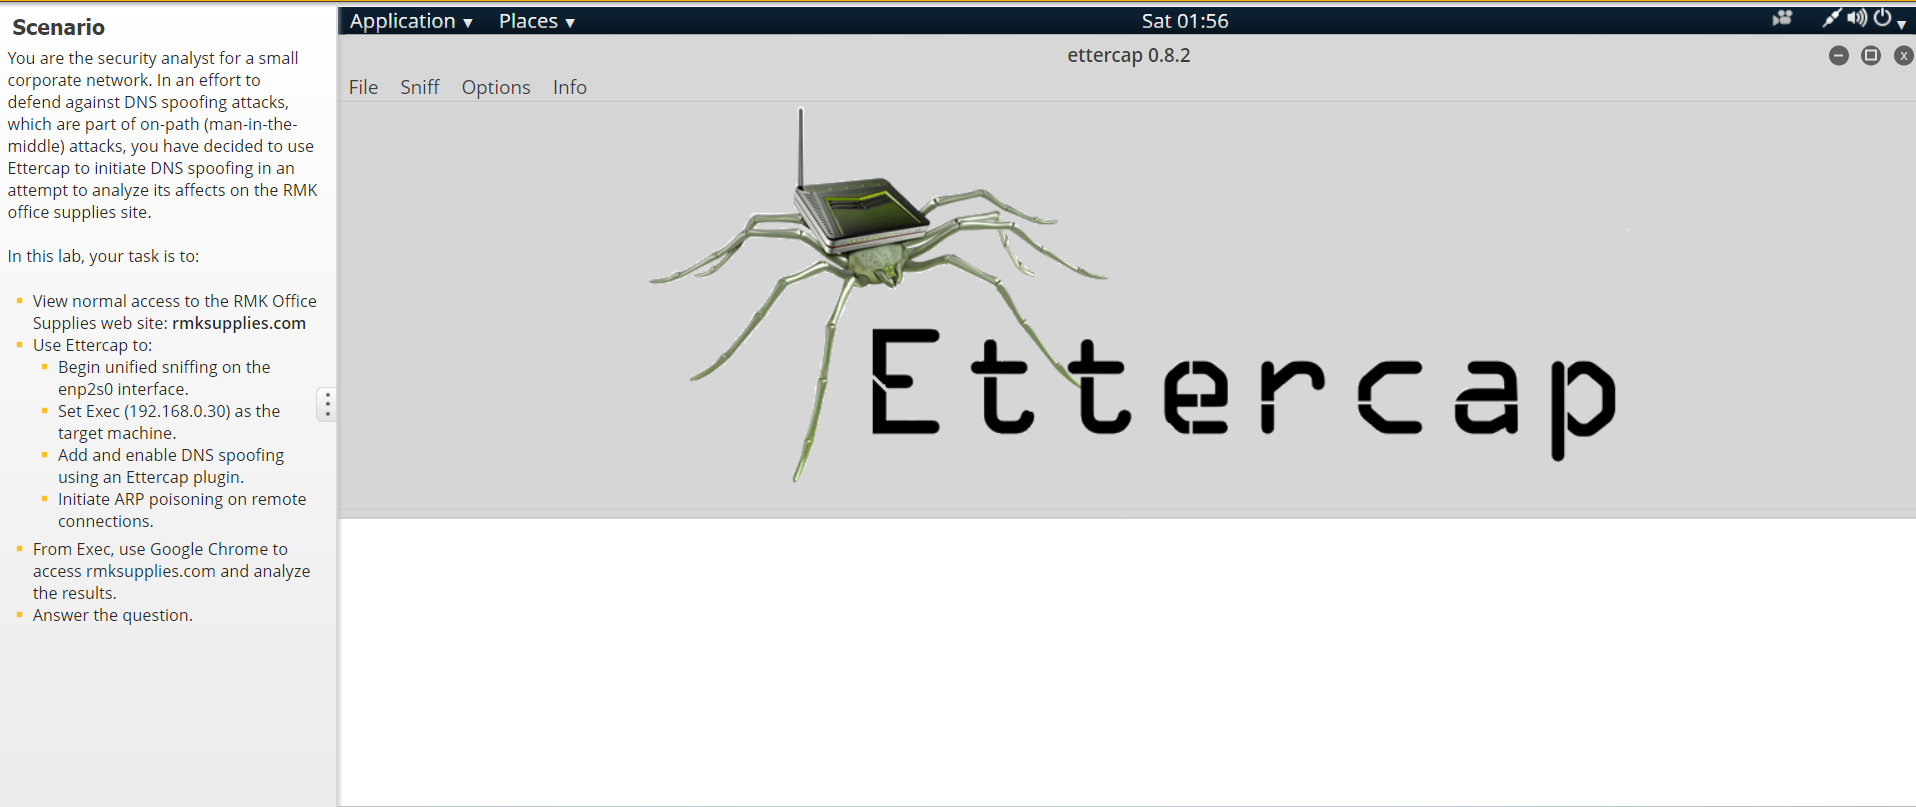 Scenario
You are the security analyst for a small
corporate network. In an effort to
defend against DNS spoofing attacks,
which are part of on-path (man-in-the-
middle) attacks, you have decided to use
Ettercap to initiate DNS spoofing in an
attempt to analyze its affects on the RMK
office supplies site.
In this lab, your task is to:
View normal access to the RMK Office
Supplies web site: rmksupplies.com
Use Ettercap to:
Begin unified sniffing on the
enp2s0 interface.
Set Exec (192.168.0.30) as the
target machine.
Add and enable DNS spoofing
using an Ettercap plugin.
Initiate ARP poisoning on remote
connections.
From Exec, use Google Chrome to
access rmksupplies.com and analyze
the results.
Answer the question.
Application ▼ Places ▼ Sat 01:56
ettercap 0.8.2
File Sniff Options Info
Ettercap